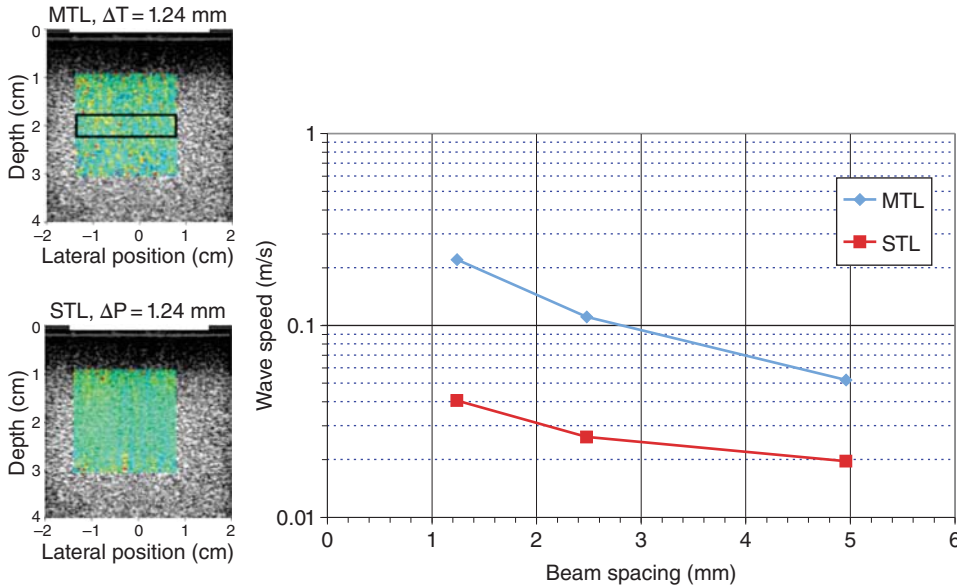 MTL, ΔT = 1.24 mm
0
1
2
3
4
Depth (cm)
−2 −1 0 1 2
Lateral position (cm)
STL, ΔP = 1.24 mm
0
1
2
3
4
Depth (cm)
−2 −1 0 1 2
Lateral position (cm)
1
0.1
0.01
Wave speed (m/s)
0 1 2 3 4 5 6
Beam spacing (mm)
MTL
STL